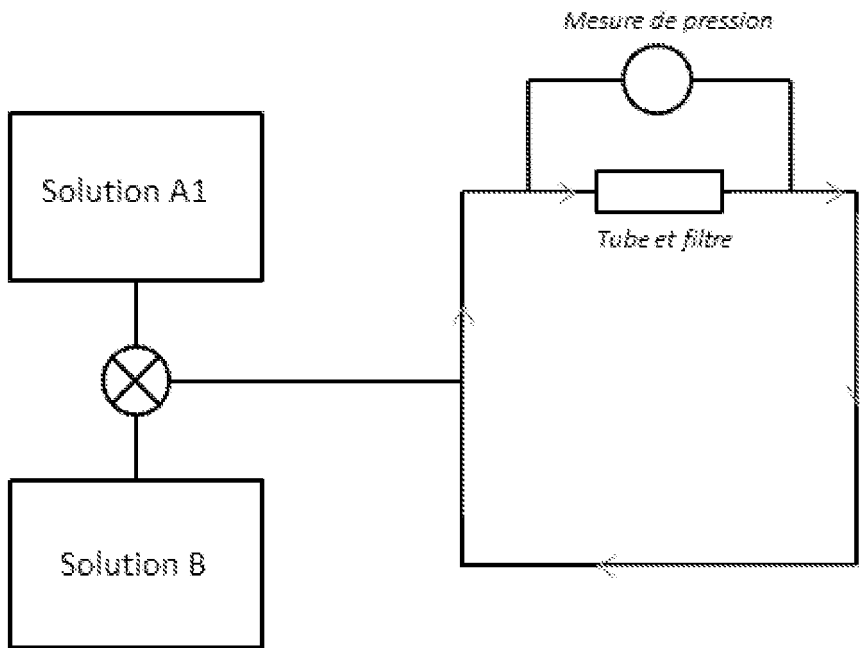 Mesure de pression
Solution A1
Tube et filtre
Solution B